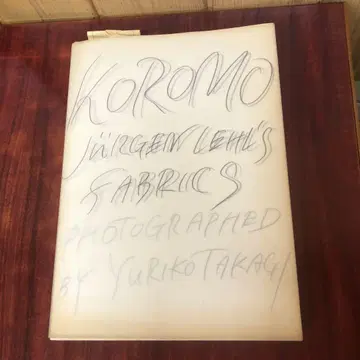 KOROMO
JÜRGEN LEHL'S
FABRICS
PHOTOGRAPHED
BY YURIKO TAKAGI